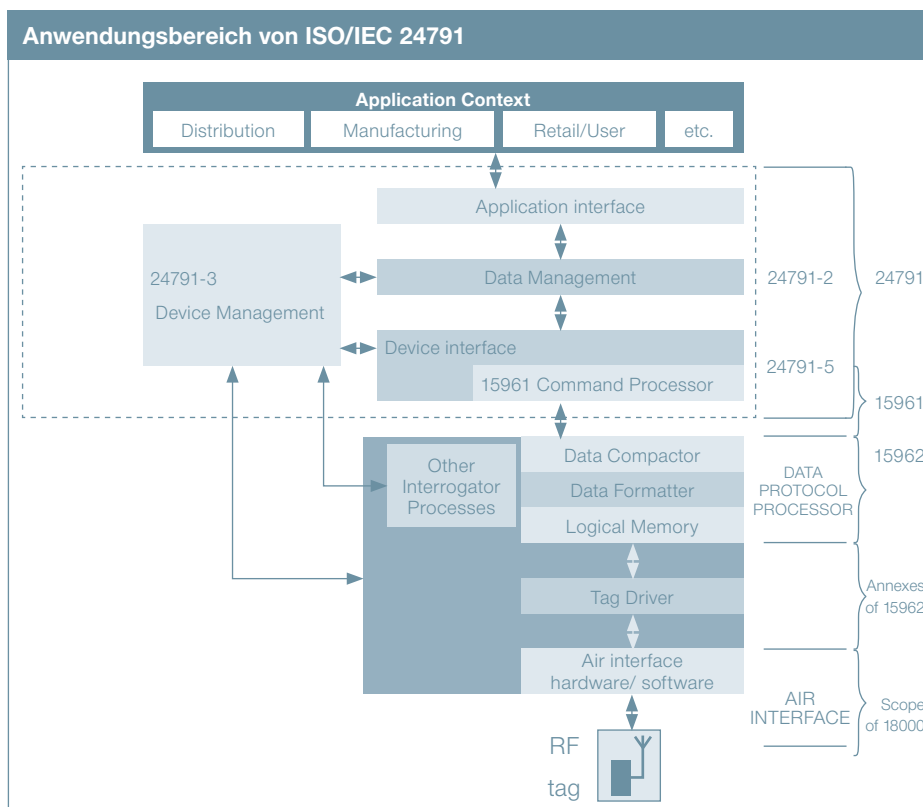 Anwendungsbereich von ISO/IEC 24791
Application Context
Distribution
Manufacturing
Retail/User
etc.
Application interface
24791-3
Device Management
Data Management
24791-2
24791
Device interface
15961 Command Processor
24791-5
15961
Other
Interrogator
Processes
Data Compactor
Data Formatter
Logical Memory
DATA
PROTOCOL
PROCESSOR
15962
Tag Driver
Annexes
of 15962
Air interface
hardware/ software
AIR
INTERFACE
Scope
of 18000
RF
tag